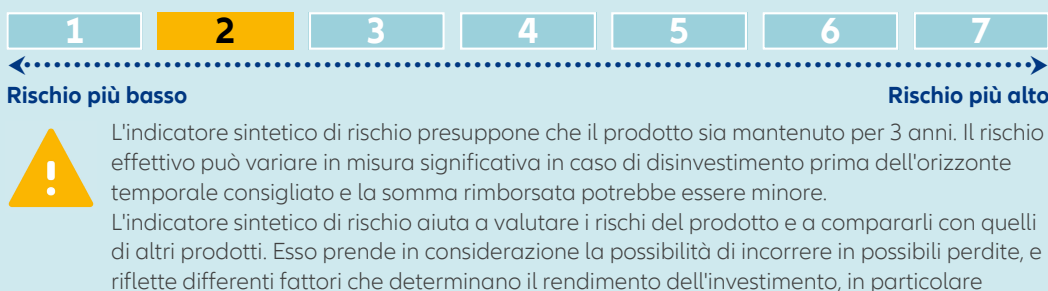 1 2 3 4 5 6 7
Rischio più basso Rischio più alto
L'indicatore sintetico di rischio presuppone che il prodotto sia mantenuto per 3 anni. Il rischio
effettivo può variare in misura significativa in caso di disinvestimento prima dell'orizzonte
temporale consigliato e la somma rimborsata potrebbe essere minore.
L'indicatore sintetico di rischio aiuta a valutare i rischi del prodotto e a compararli con quelli
di altri prodotti. Esso prende in considerazione la possibilità di incorrere in possibili perdite, e
riflette differenti fattori che determinano il rendimento dell'investimento, in particolare